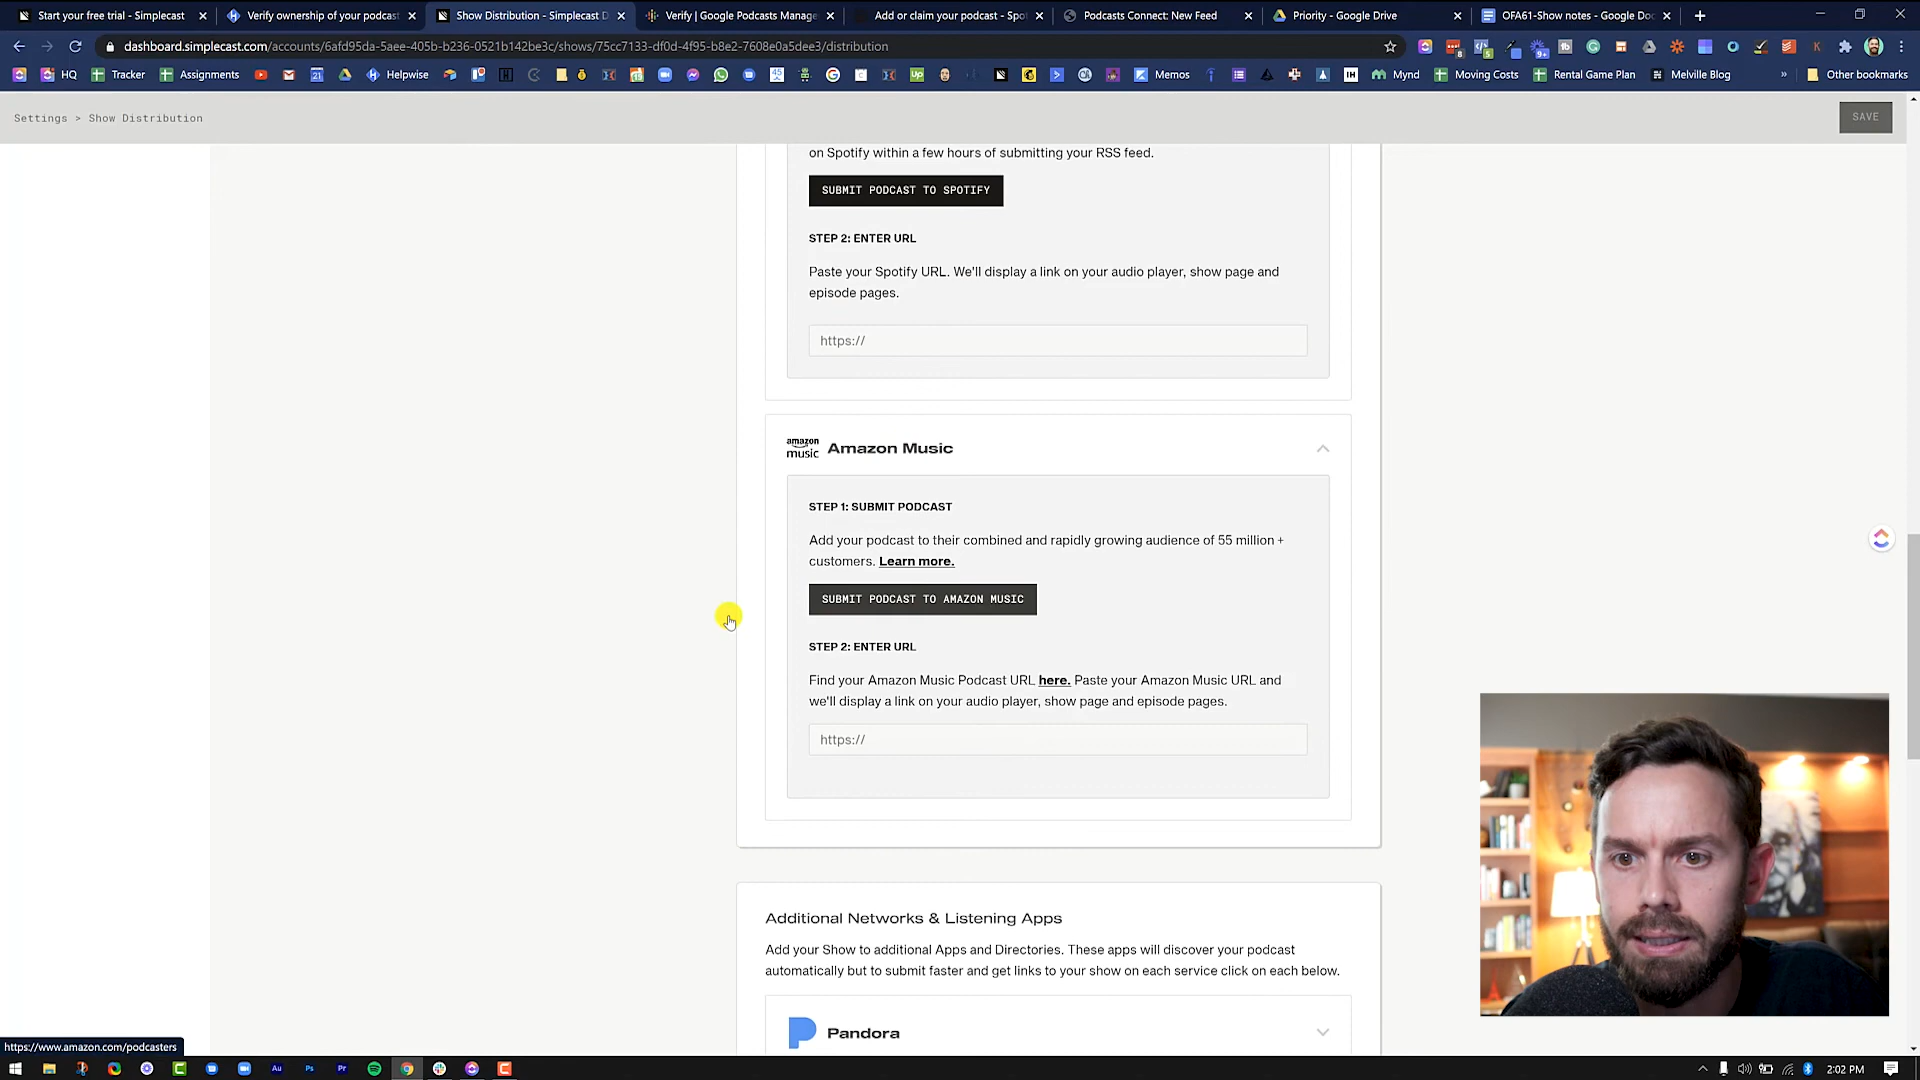 Start your free trial - Simplecast
Verify ownership of your podcast
Show Distribution - Simplecast D
Verify | Google Podcasts Manage
Add or claim your podcast - Spot
Podcasts Connect: New Feed
Priority - Google Drive
OFA61-Show notes - Google Doc
dashboard.simplecast.com/accounts/6afd95da-5aee-405b-b236-0521b142be3c/shows/75cc7133-df0d-4f95-b8e2-7608e0a5dee3/distribution
HQ
Tracker
Assignments
Helpwise
Memos
Mynd
Moving Costs
Rental Game Plan
Melville Blog
»
Other bookmarks
Settings > Show Distribution
SAVE
on Spotify within a few hours of submitting your RSS feed.
SUBMIT PODCAST TO SPOTIFY
STEP 2: ENTER URL
Paste your Spotify URL. We'll display a link on your audio player, show page and
episode pages.
https://
amazon
music
Amazon Music
STEP 1: SUBMIT PODCAST
Add your podcast to their combined and rapidly growing audience of 55 million +
customers. Learn more.
SUBMIT PODCAST TO AMAZON MUSIC
STEP 2: ENTER URL
Find your Amazon Music Podcast URL here. Paste your Amazon Music URL and
we'll display a link on your audio player, show page and episode pages.
https://
Additional Networks & Listening Apps
Add your Show to additional Apps and Directories. These apps will discover your podcast
automatically but to submit faster and get links to your show on each service click on each below.
Pandora
https://www.amazon.com/podcasters
2:02 PM